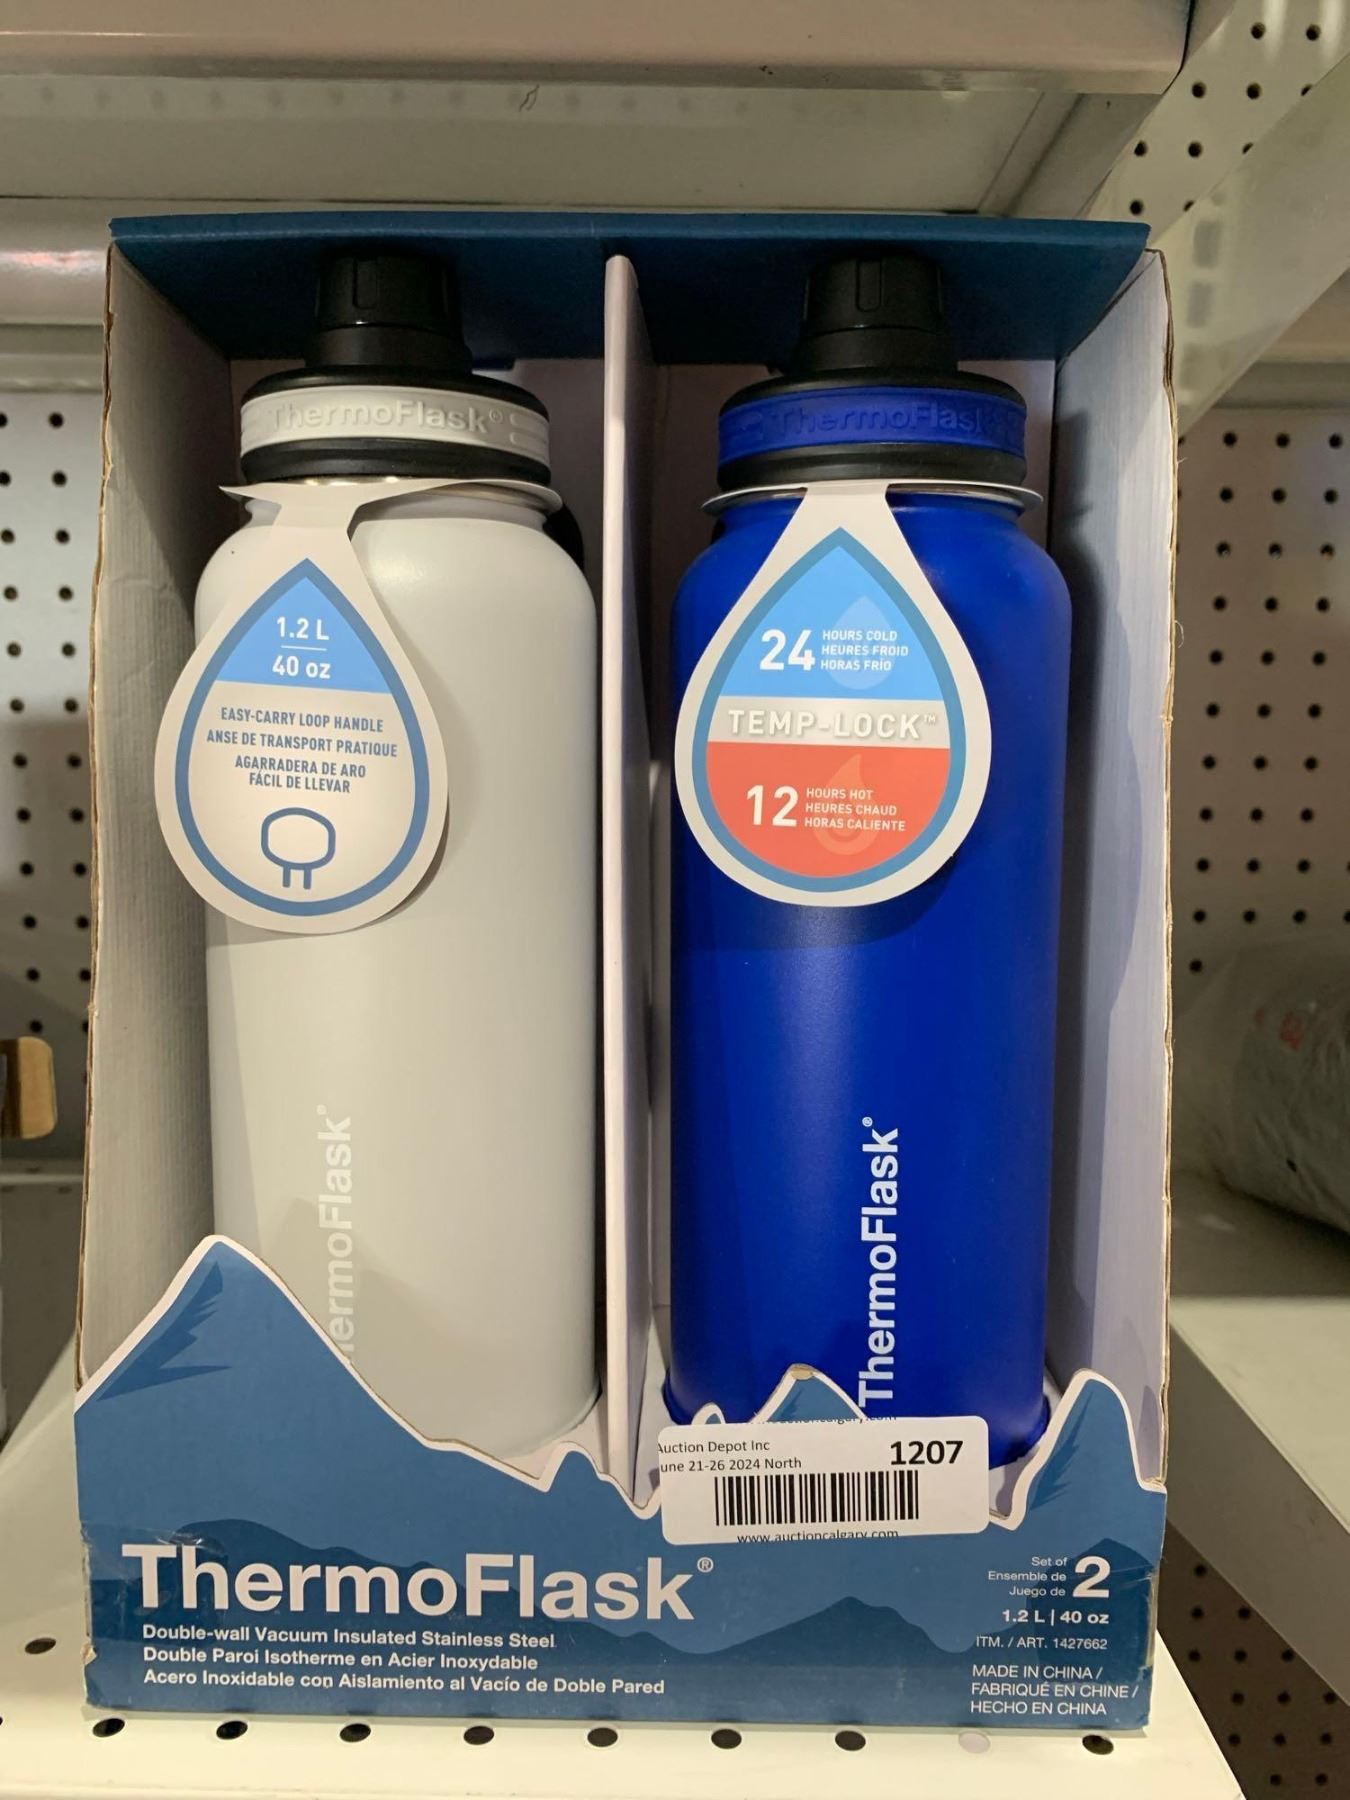 ThermoFlask®
ThermoFlask
1.2 L
40 oz
EASY-CARRY LOOP HANDLE
ANSE DE TRANSPORT PRATIQUE
AGARRADERA DE ARO
FÁCIL DE LLEVAR
24 HOURS COLD
HEURES FROID
HORAS FRÍO
TEMP-LOCK™
12 HOURS HOT
HEURES CHAUD
HORAS CALIENTE
ermoFlask®
ThermoFlask®
Auction Depot Inc
une 21-26 2024 North
1207
www.auctioncalgary.com
ThermoFlask®
Double-wall Vacuum Insulated Stainless Steel
Double Paroi Isotherme en Acier Inoxydable
Acero Inoxidable con Aislamiento al Vacío de Doble Pared
Set of
Ensemble de
Juego de
2
1.2 L | 40 oz
ITM. / ART. 1427662
MADE IN CHINA /
FABRIQUÉ EN CHINE /
HECHO EN CHINA